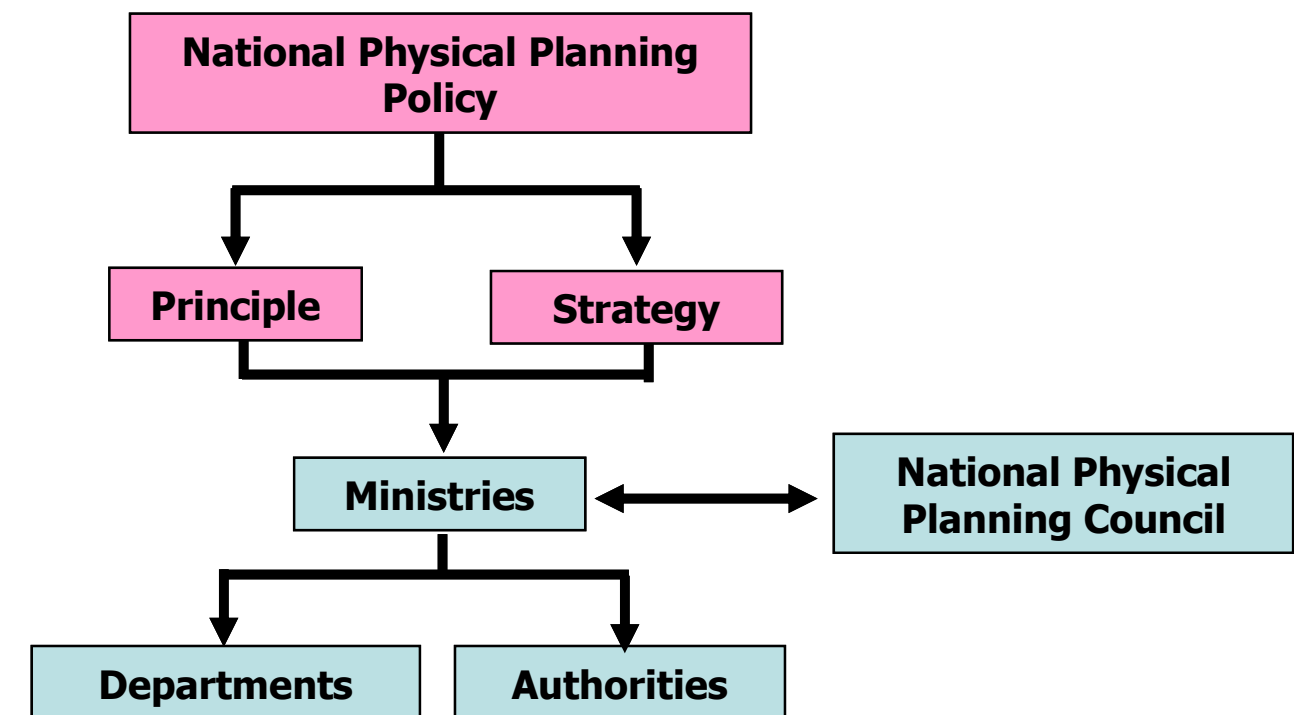 National Physical Planning
Policy
Principle
Strategy
Ministries
National Physical
Planning Council
Departments
Authorities